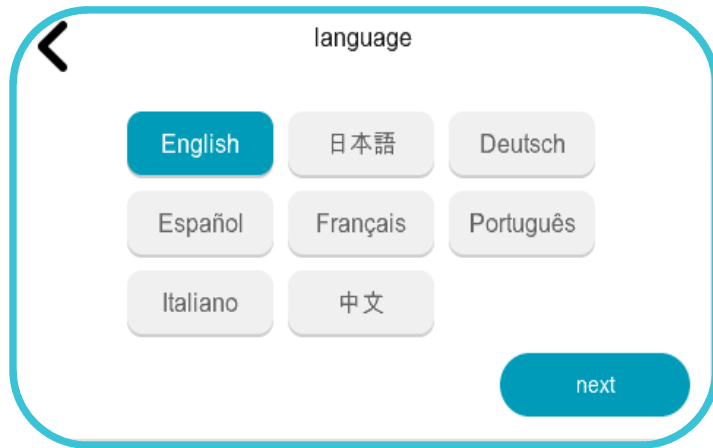 language
English 日本語 Deutsch
Español Français Português
Italiano 中文
next